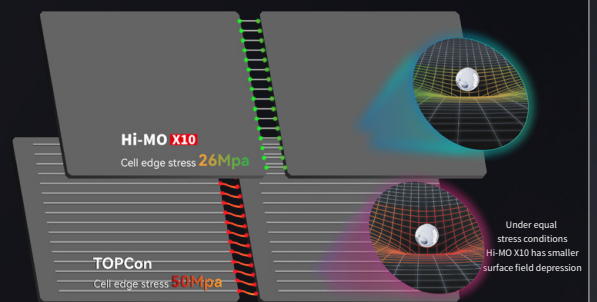 Hi-MO X10
Cell edge stress 26Mpa
TOPCon
Cell edge stress 50Mpa
Under equal
stress conditions
Hi-MO X10 has smaller
surface field depression